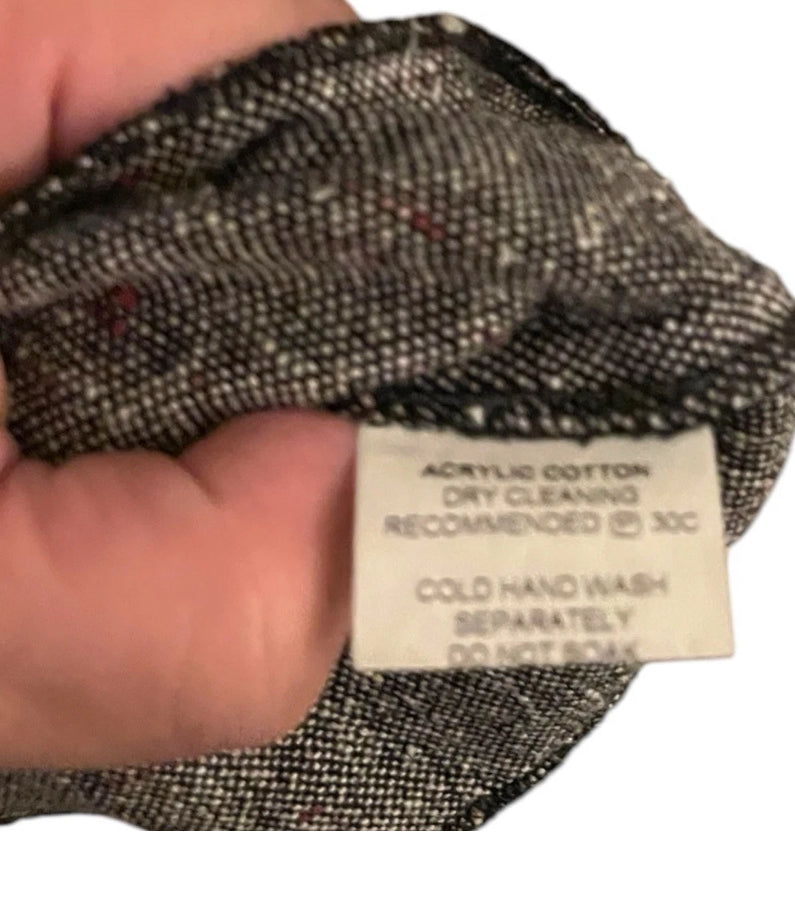 ACRYLIC COTTON
DRY CLEANING
RECOMMENDED Ⓟ 30C
COLD HAND WASH
SEPARATELY
DO NOT SOAK